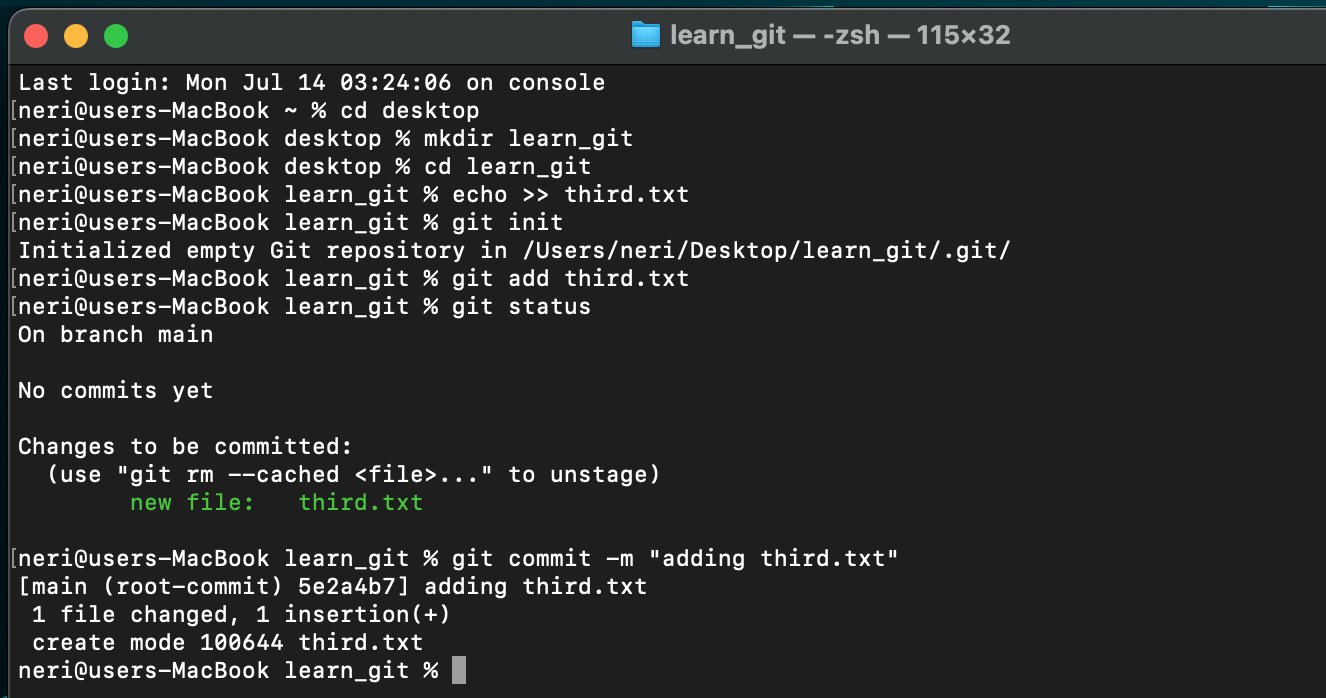 learn_git — -zsh — 115×32
Last login: Mon Jul 14 03:24:06 on console
[neri@users-MacBook ~ % cd desktop
[neri@users-MacBook desktop % mkdir learn_git
[neri@users-MacBook desktop % cd learn_git
[neri@users-MacBook learn_git % echo >> third.txt
[neri@users-MacBook learn_git % git init
Initialized empty Git repository in /Users/neri/Desktop/learn_git/.git/
[neri@users-MacBook learn_git % git add third.txt
[neri@users-MacBook learn_git % git status
On branch main

No commits yet

Changes to be committed:
  (use "git rm --cached <file>..." to unstage)
        new file:   third.txt

[neri@users-MacBook learn_git % git commit -m "adding third.txt"
[main (root-commit) 5e2a4b7] adding third.txt
 1 file changed, 1 insertion(+)
 create mode 100644 third.txt
neri@users-MacBook learn_git %